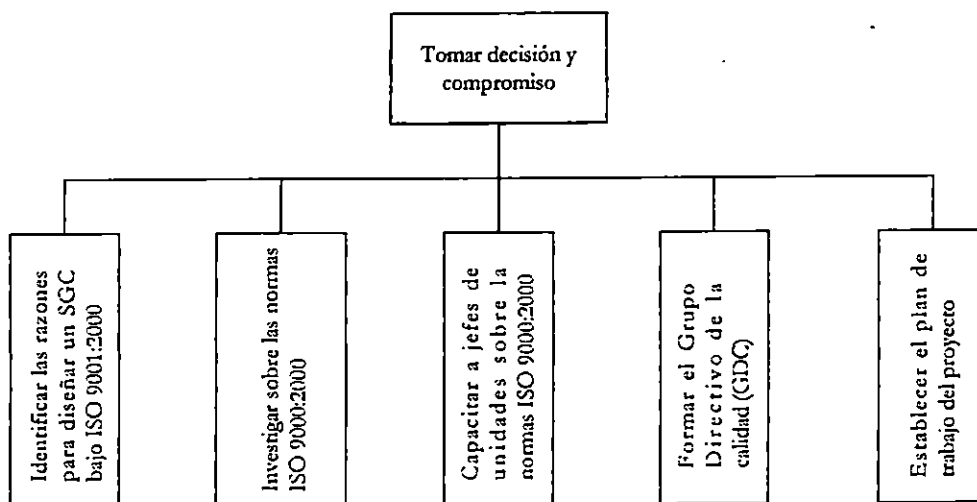 Tomar decisión y
compromiso
Identificar las razones
para diseñar un SGC
bajo ISO 9001:2000
Investigar sobre las normas
ISO 9000:2000
Capacitar a jefes de
unidades sobre la
normas ISO 9000:2000
Formar el Grupo
Directivo de la
calidad (GDC)
Establecer el plan de
trabajo del proyecto